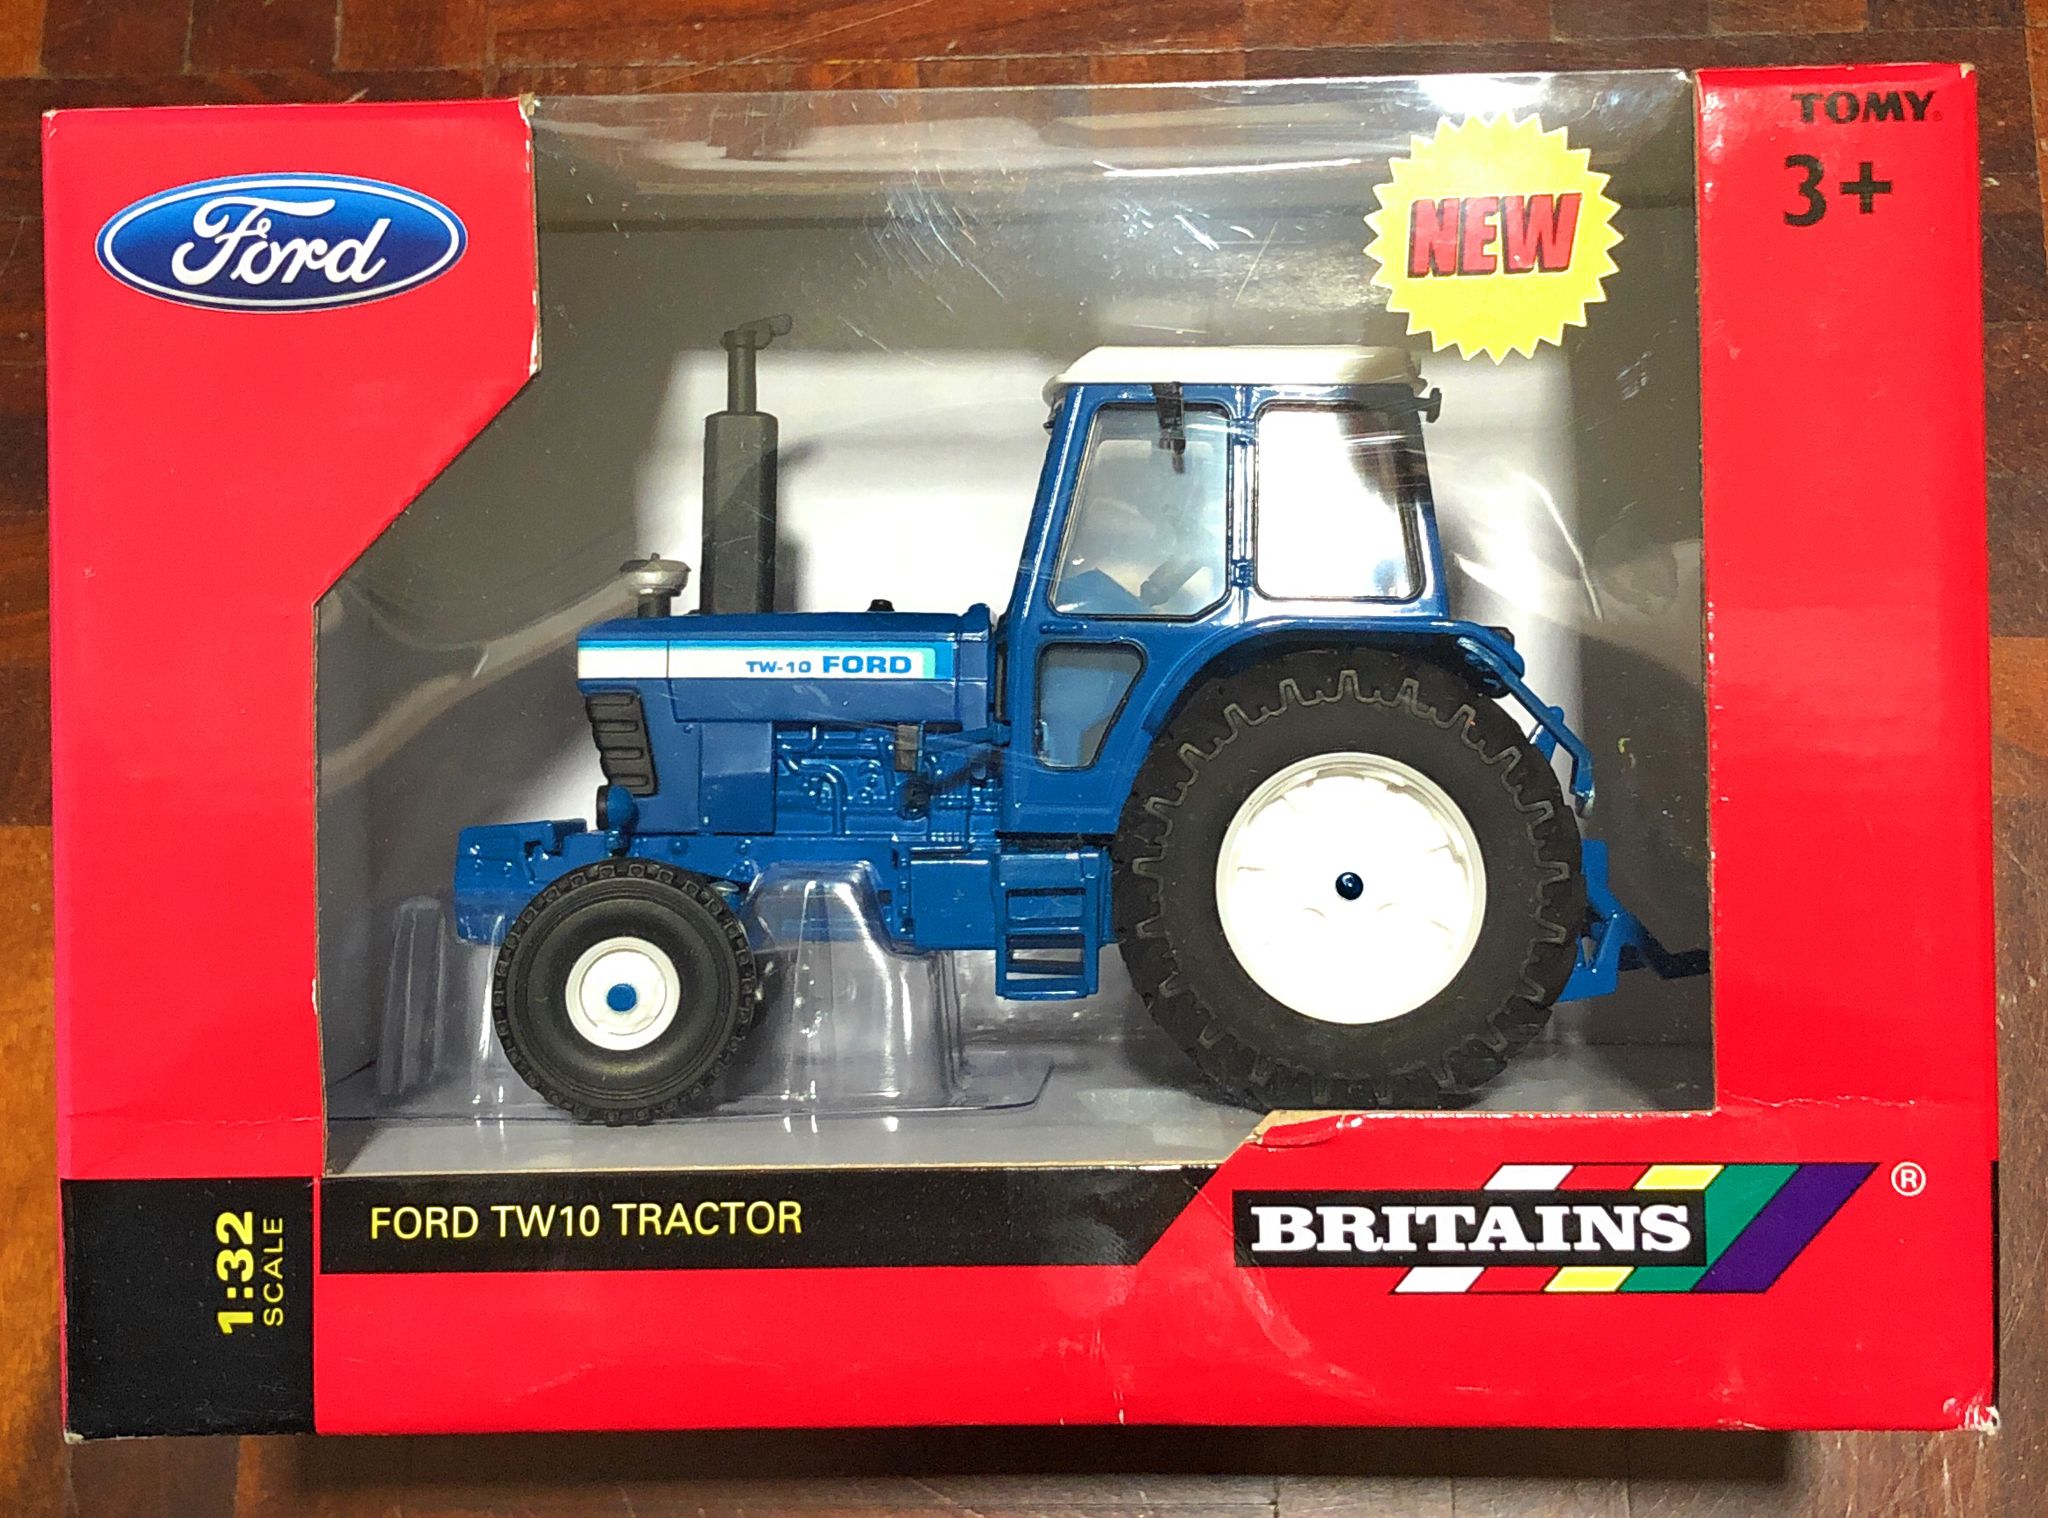 TOMY
Ford
NEW
3+
TW-10 FORD
FORD TW10 TRACTOR
BRITAINS ®
1:32
SCALE